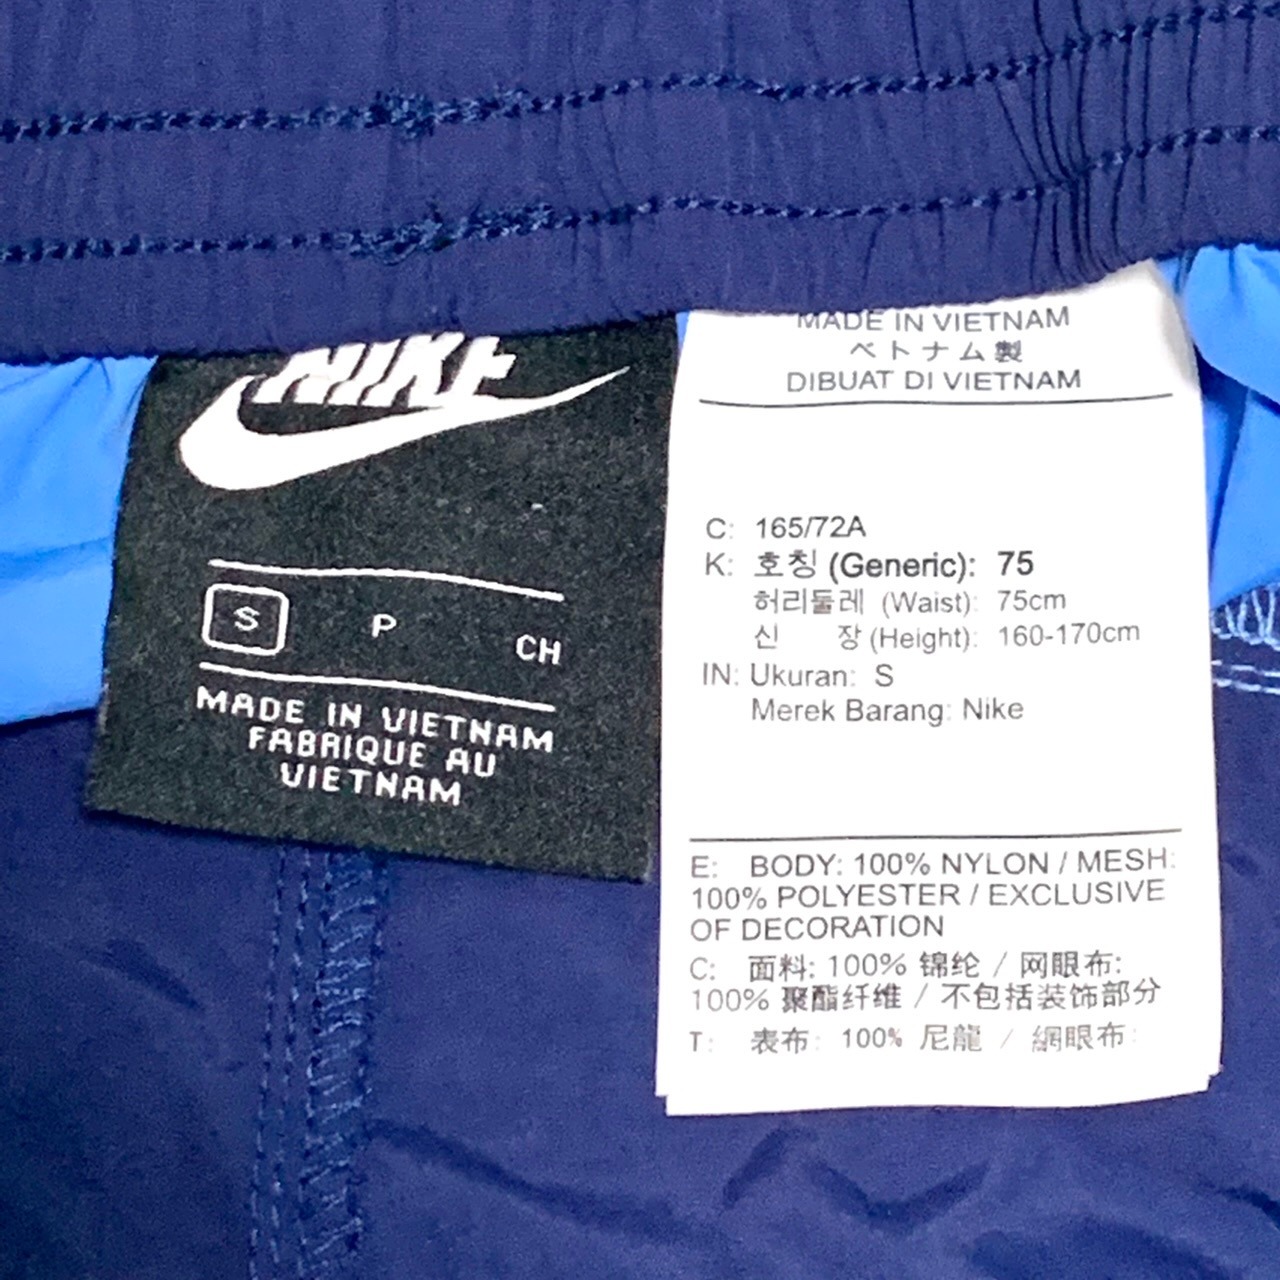 NIKE
S P CH
MADE IN VIETNAM
FABRIQUE AU
VIETNAM
MADE IN VIETNAM
ベトナム製
DIBUAT DI VIETNAM
C: 165/72A
K: 호칭 (Generic): 75
허리둘레 (Waist): 75cm
신 장 (Height): 160-170cm
IN: Ukuran: S
Merek Barang: Nike
E: BODY: 100% NYLON / MESH:
100% POLYESTER / EXCLUSIVE
OF DECORATION
C: 面料: 100% 锦纶 / 网眼布:
100% 聚酯纤维 / 不包括装饰部分
T: 表布: 100% 尼龍 / 網眼布: